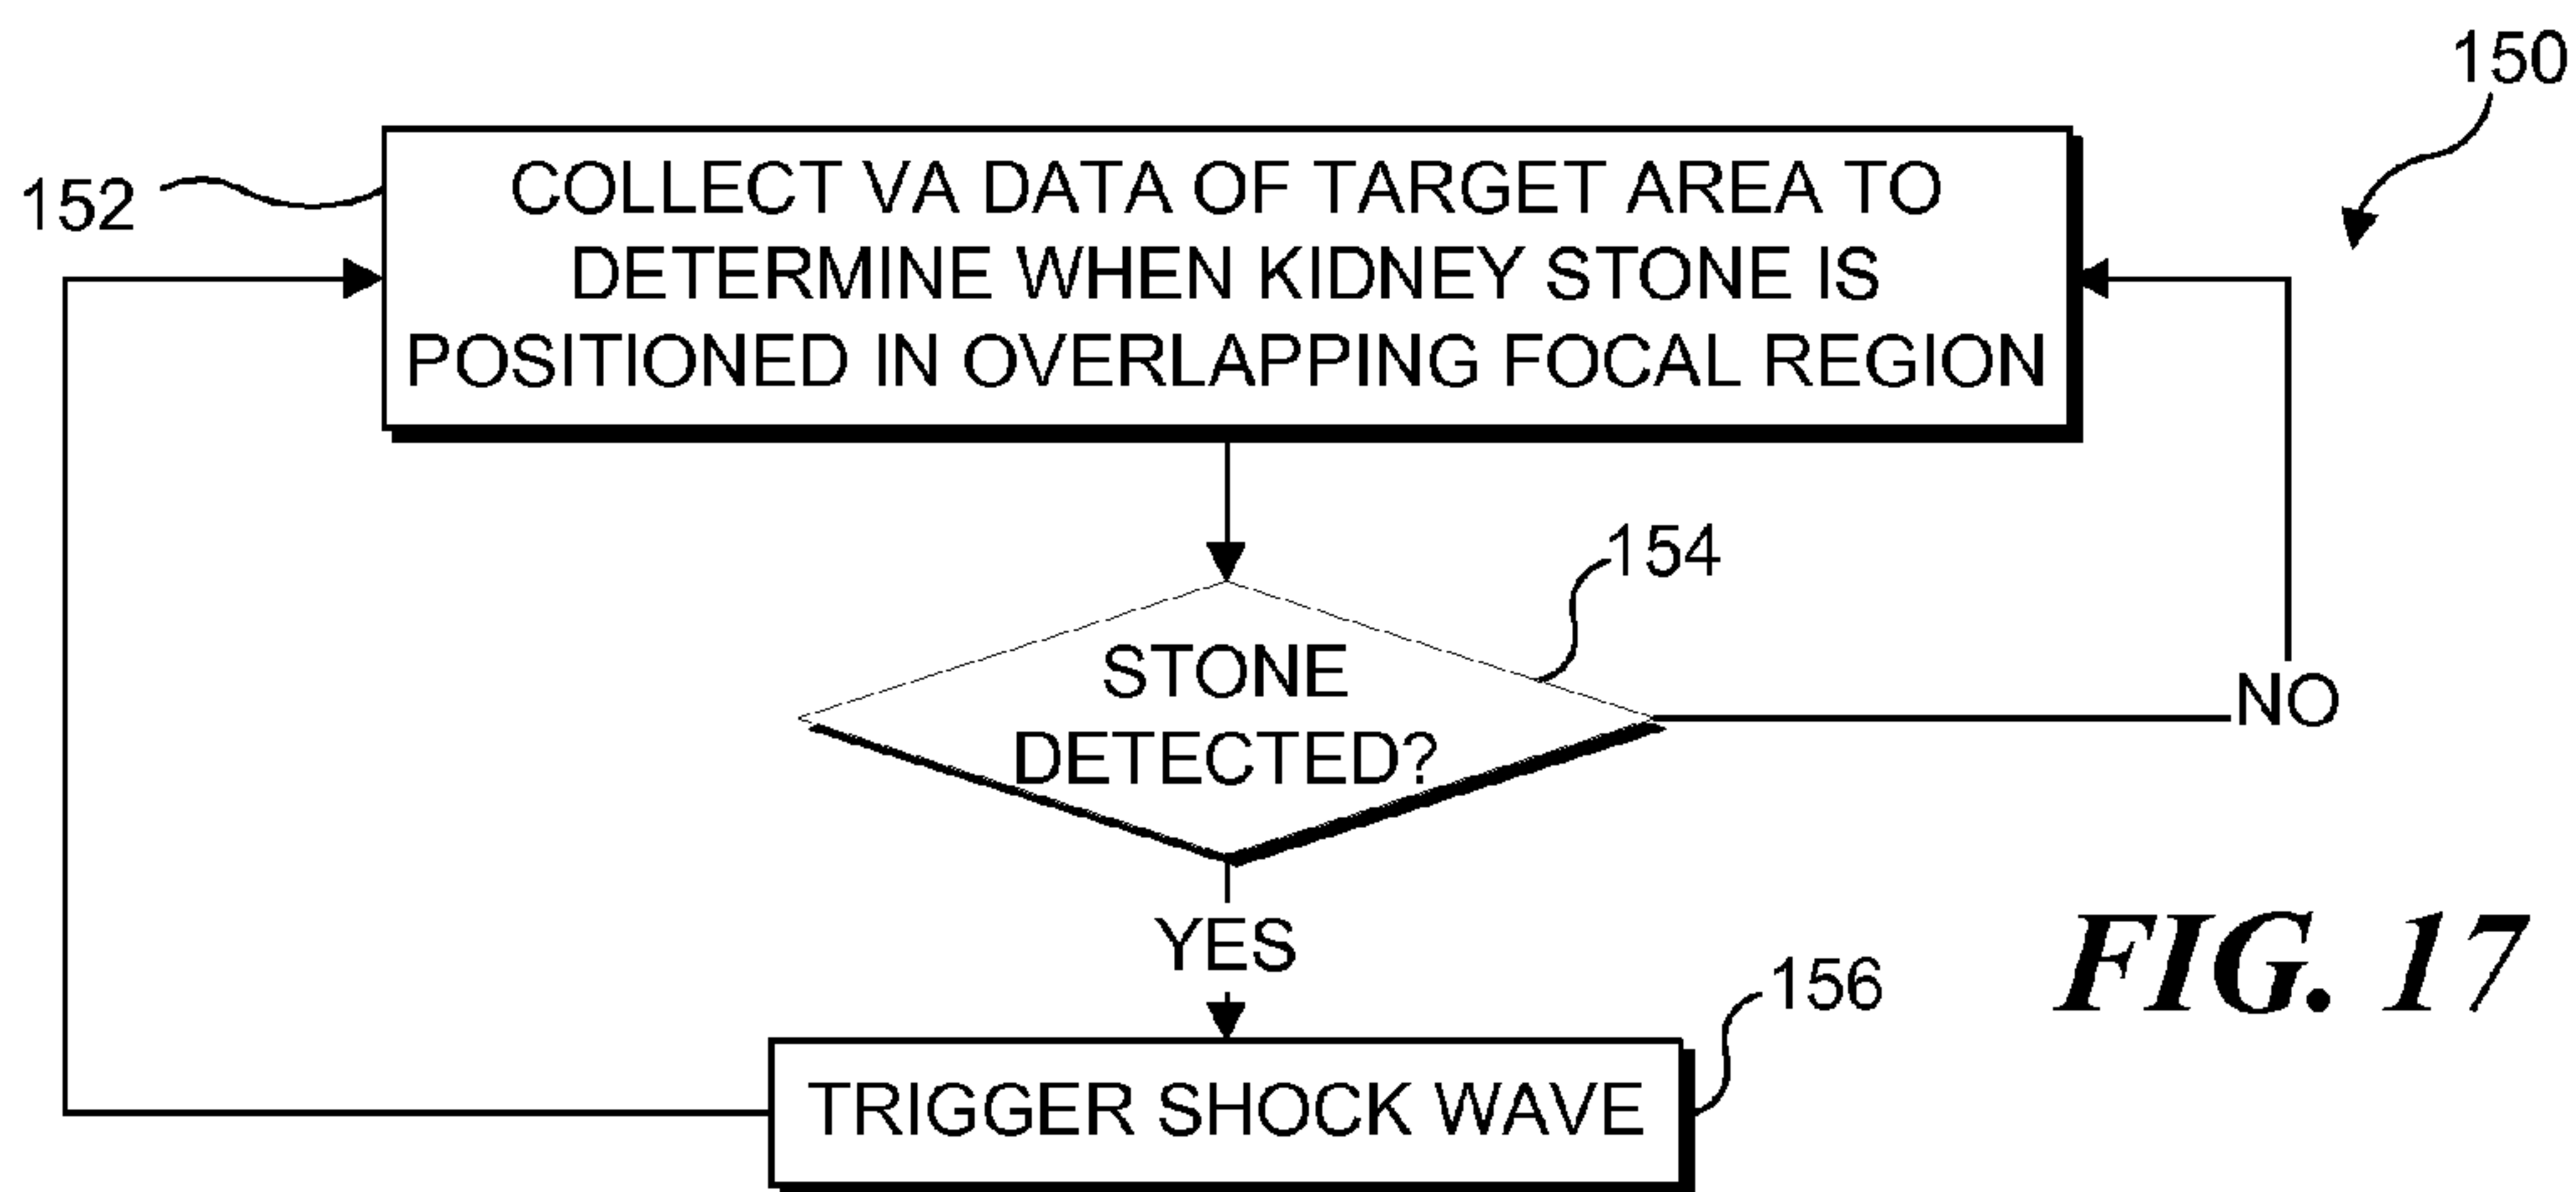 150
152
COLLECT VA DATA OF TARGET AREA TO
DETERMINE WHEN KIDNEY STONE IS
POSITIONED IN OVERLAPPING FOCAL REGION
154
STONE
DETECTED?
NO
YES
156
TRIGGER SHOCK WAVE
FIG. 17